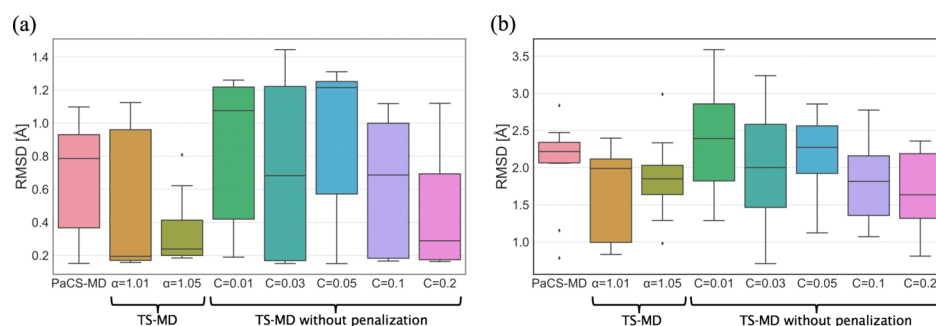 (a)
RMSD [Å]
1.4
1.2
1.0
0.8
0.6
0.4
0.2
PaCS-MD α=1.01 α=1.05 C=0.01 C=0.03 C=0.05 C=0.1 C=0.2
TS-MD TS-MD without penalization
(b)
RMSD [Å]
3.5
3.0
2.5
2.0
1.5
1.0
PaCS-MD α=1.01 α=1.05 C=0.01 C=0.03 C=0.05 C=0.1 C=0.2
TS-MD TS-MD without penalization